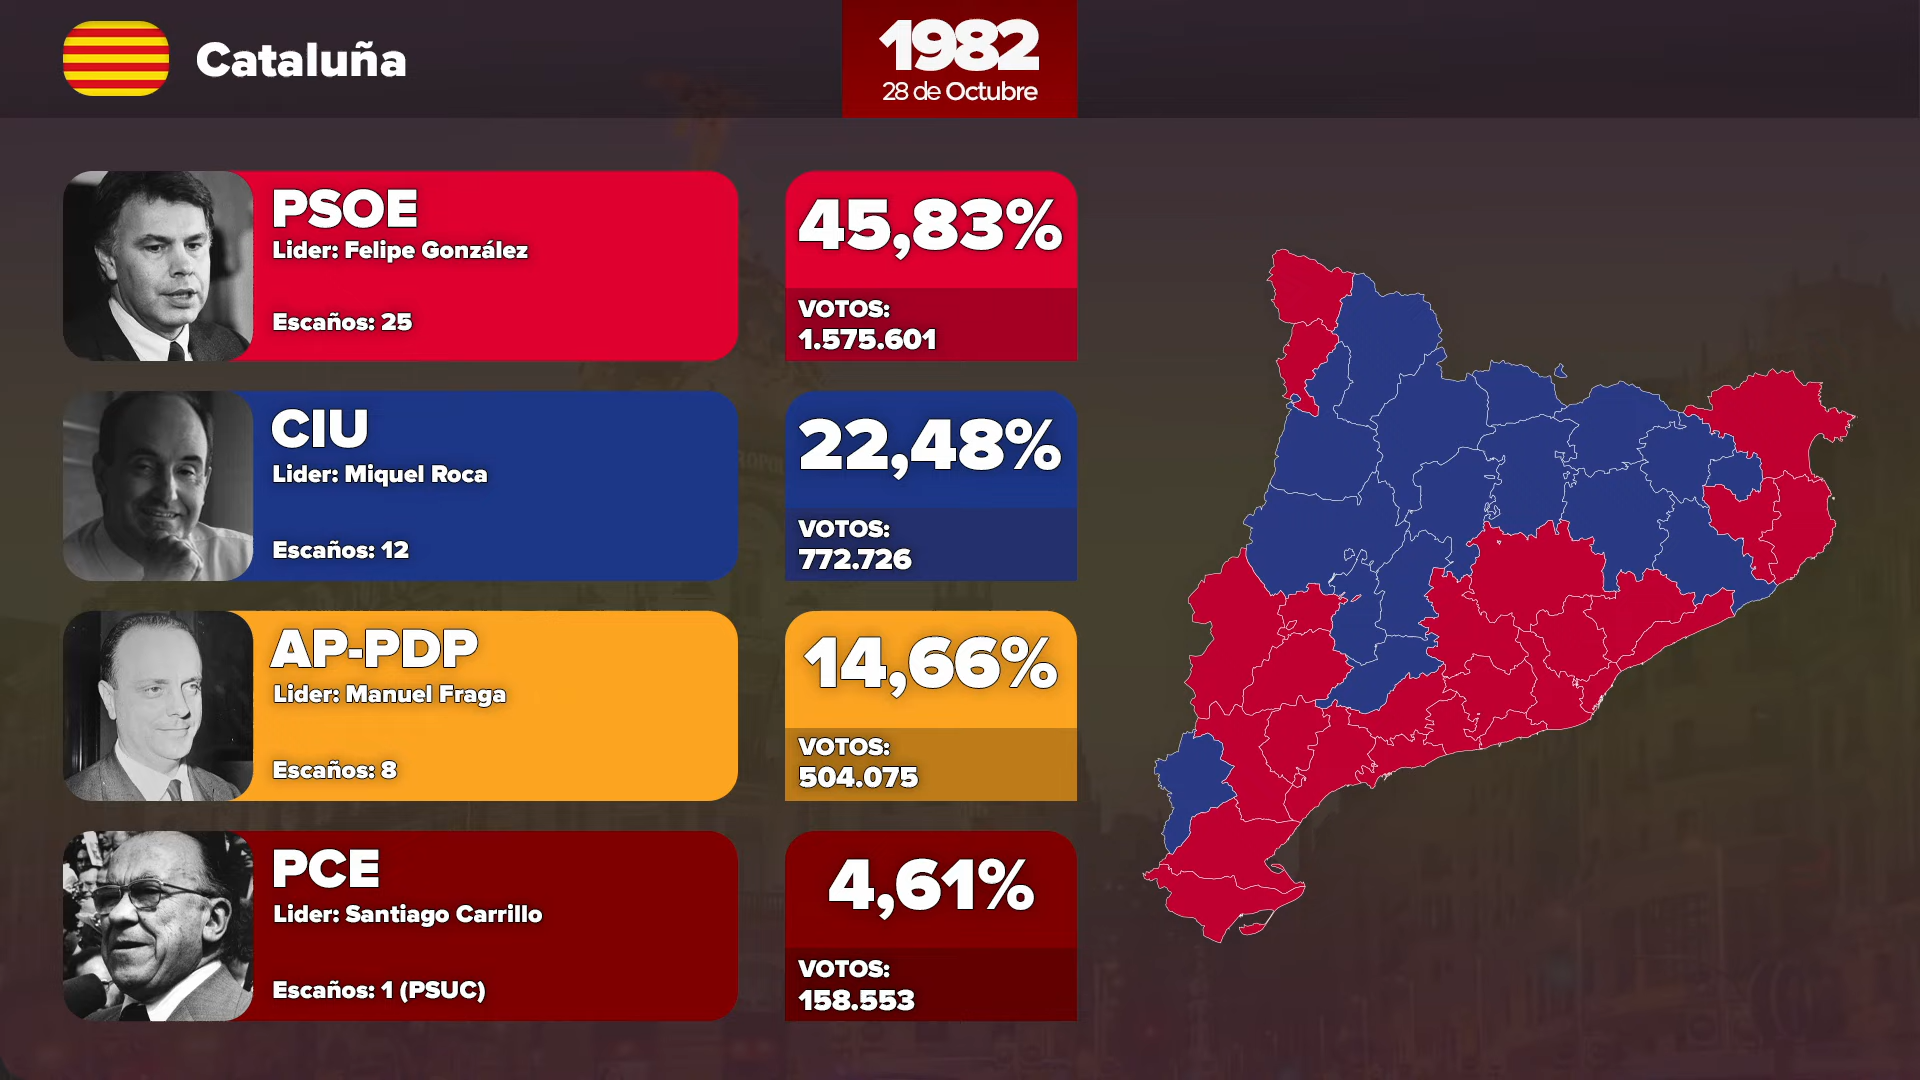 Cataluña
1982
28 de Octubre
PSOE
Lider: Felipe González
Escaños: 25
45,83%
VOTOS:
1.575.601
CIU
Lider: Miquel Roca
Escaños: 12
22,48%
VOTOS:
772.726
AP-PDP
Lider: Manuel Fraga
Escaños: 8
14,66%
VOTOS:
504.075
PCE
Lider: Santiago Carrillo
Escaños: 1 (PSUC)
4,61%
VOTOS:
158.553